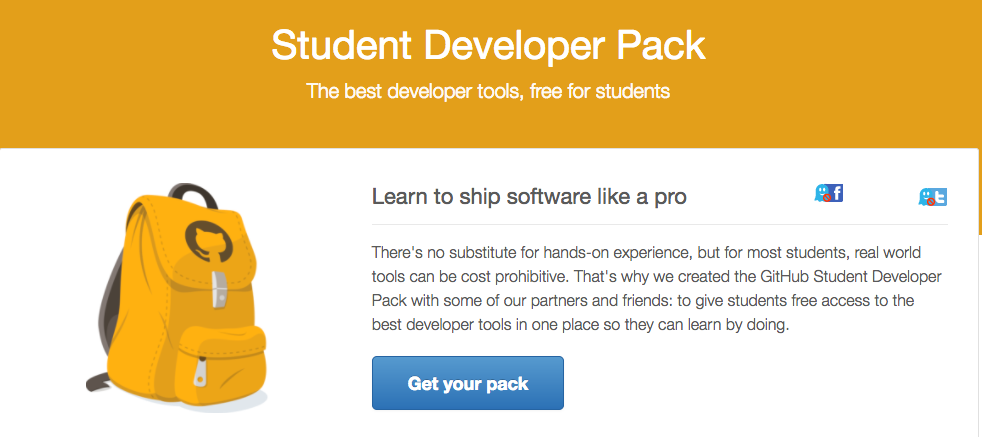 Student Developer Pack
The best developer tools, free for students
Learn to ship software like a pro
There's no substitute for hands-on experience, but for most students, real world
tools can be cost prohibitive. That's why we created the GitHub Student Developer
Pack with some of our partners and friends: to give students free access to the
best developer tools in one place so they can learn by doing.
Get your pack